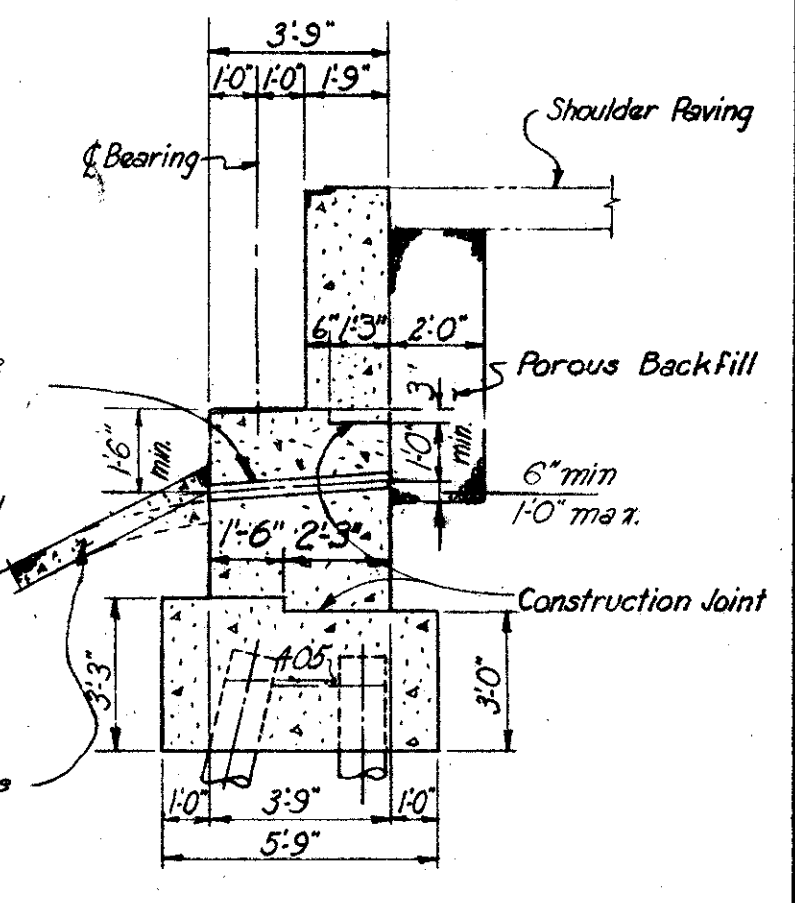 3'-9"
1'-0" 1'-0" 1'-9"
Shoulder Paving
℄ Bearing
6" 1'-3" 2'-0"
Porous Backfill
3"
1'-6" min.
1'-0" min.
6" min
1'-0" max.
1'-6" 2'-3"
Construction Joint
A05
3'-3"
3'-0"
1'-0" 3'-9" 1'-0"
5'-9"